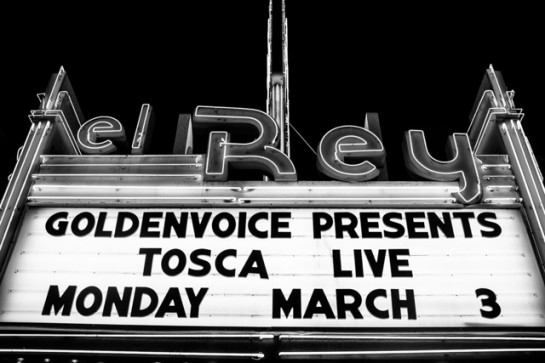 el Rey
GOLDENVOICE PRESENTS
TOSCA LIVE
MONDAY MARCH 3